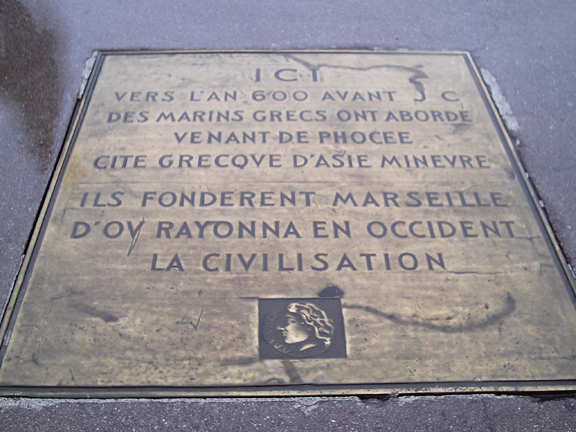 ICI
VERS L'AN 600 AVANT J C
DES MARINS GRECS ONT ABORDE
VENANT DE PHOCEE
CITE GRECQVE D'ASIE MINEVRE
ILS FONDERENT MARSEILLE
D'OV RAYONNA EN OCCIDENT
LA CIVILISATION